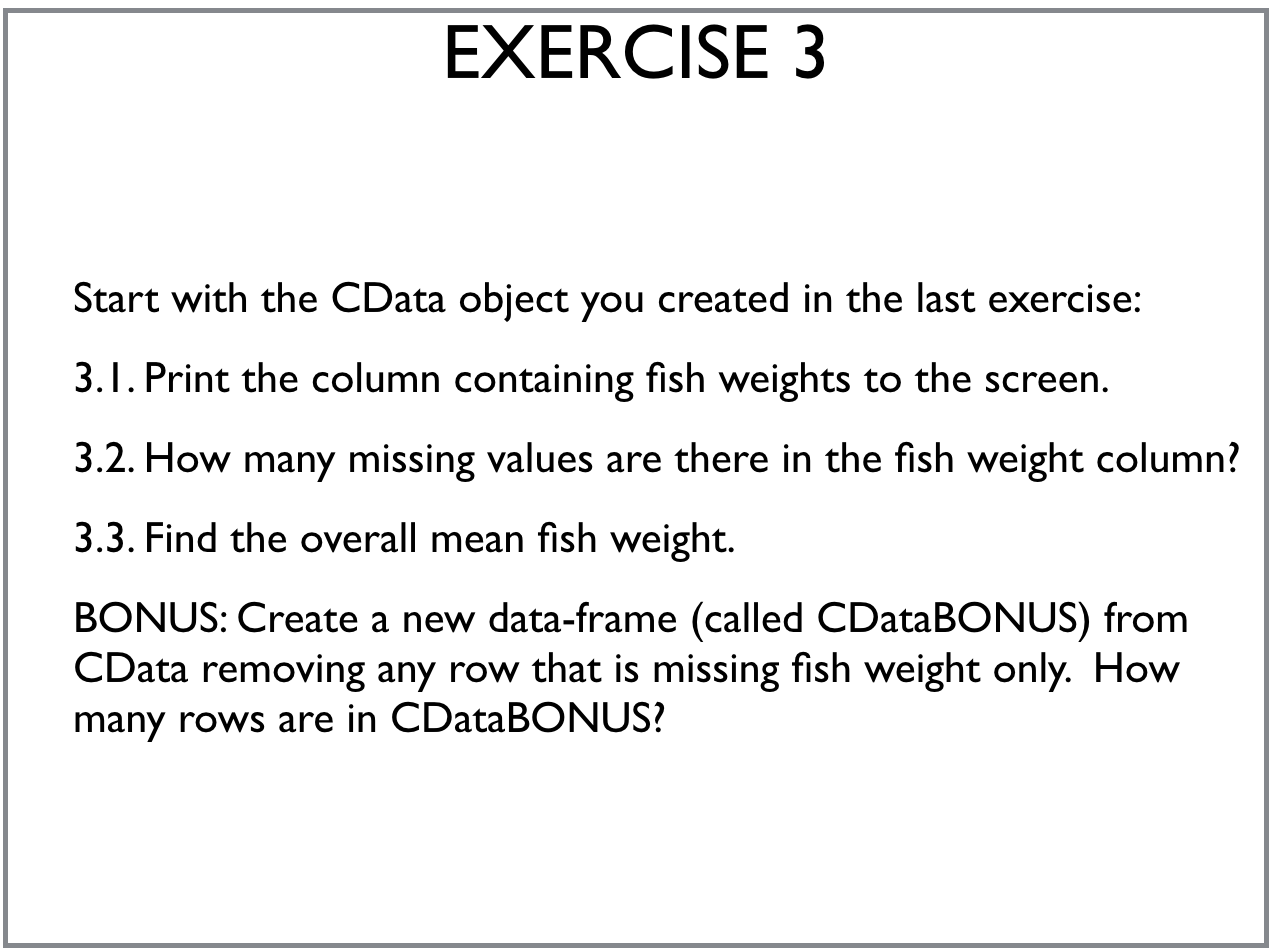 EXERCISE 3
Start with the CData object you created in the last exercise:
3.1. Print the column containing fish weights to the screen.
3.2. How many missing values are there in the fish weight column?
3.3. Find the overall mean fish weight.
BONUS: Create a new data-frame (called CDataBONUS) from
CData removing any row that is missing fish weight only.  How
many rows are in CDataBONUS?